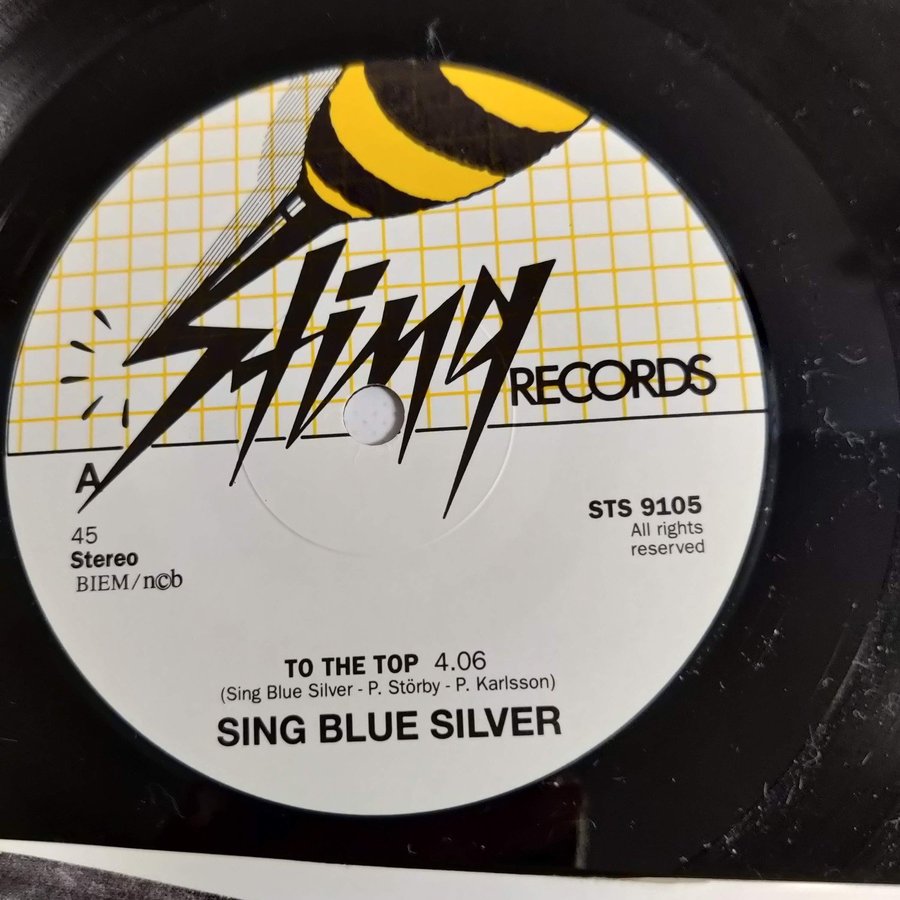 Sting
RECORDS
A
45
Stereo
BIEM/n©b
STS 9105
All rights
reserved
TO THE TOP 4.06
(Sing Blue Silver - P. Störby - P. Karlsson)
SING BLUE SILVER